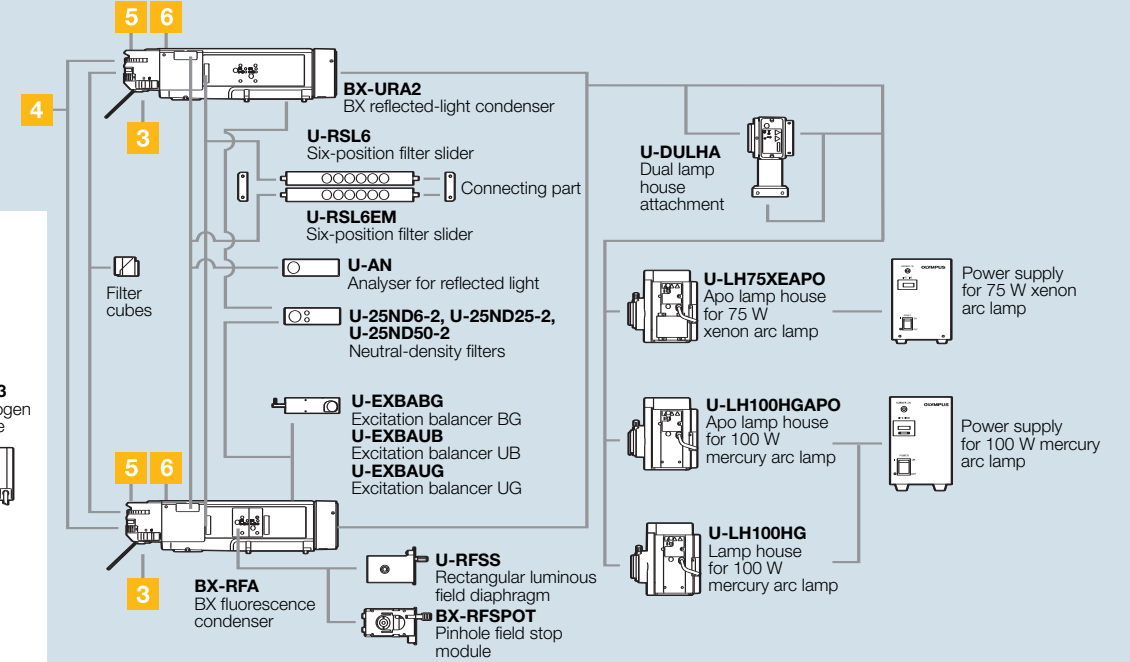 5 6
4
3
BX-URA2
BX reflected-light condenser
U-RSL6
Six-position filter slider
Connecting part
U-RSL6EM
Six-position filter slider
U-AN
Analyser for reflected light
Filter
cubes
U-25ND6-2, U-25ND25-2,
U-25ND50-2
Neutral-density filters
U-EXBABG
Excitation balancer BG
U-EXBAUB
Excitation balancer UB
U-EXBAUG
Excitation balancer UG
3
ogen
e
5 6
3
BX-RFA
BX fluorescence
condenser
U-RFSS
Rectangular luminous
field diaphragm
BX-RFSPOT
Pinhole field stop
module
U-DULHA
Dual lamp
house
attachment
U-LH75XEAPO
Apo lamp house
for 75 W
xenon arc lamp
OLYMPUS
Power supply
for 75 W xenon
arc lamp
U-LH100HGAPO
Apo lamp house
for 100 W
mercury arc lamp
OLYMPUS
Power supply
for 100 W mercury
arc lamp
U-LH100HG
Lamp house
for 100 W
mercury arc lamp